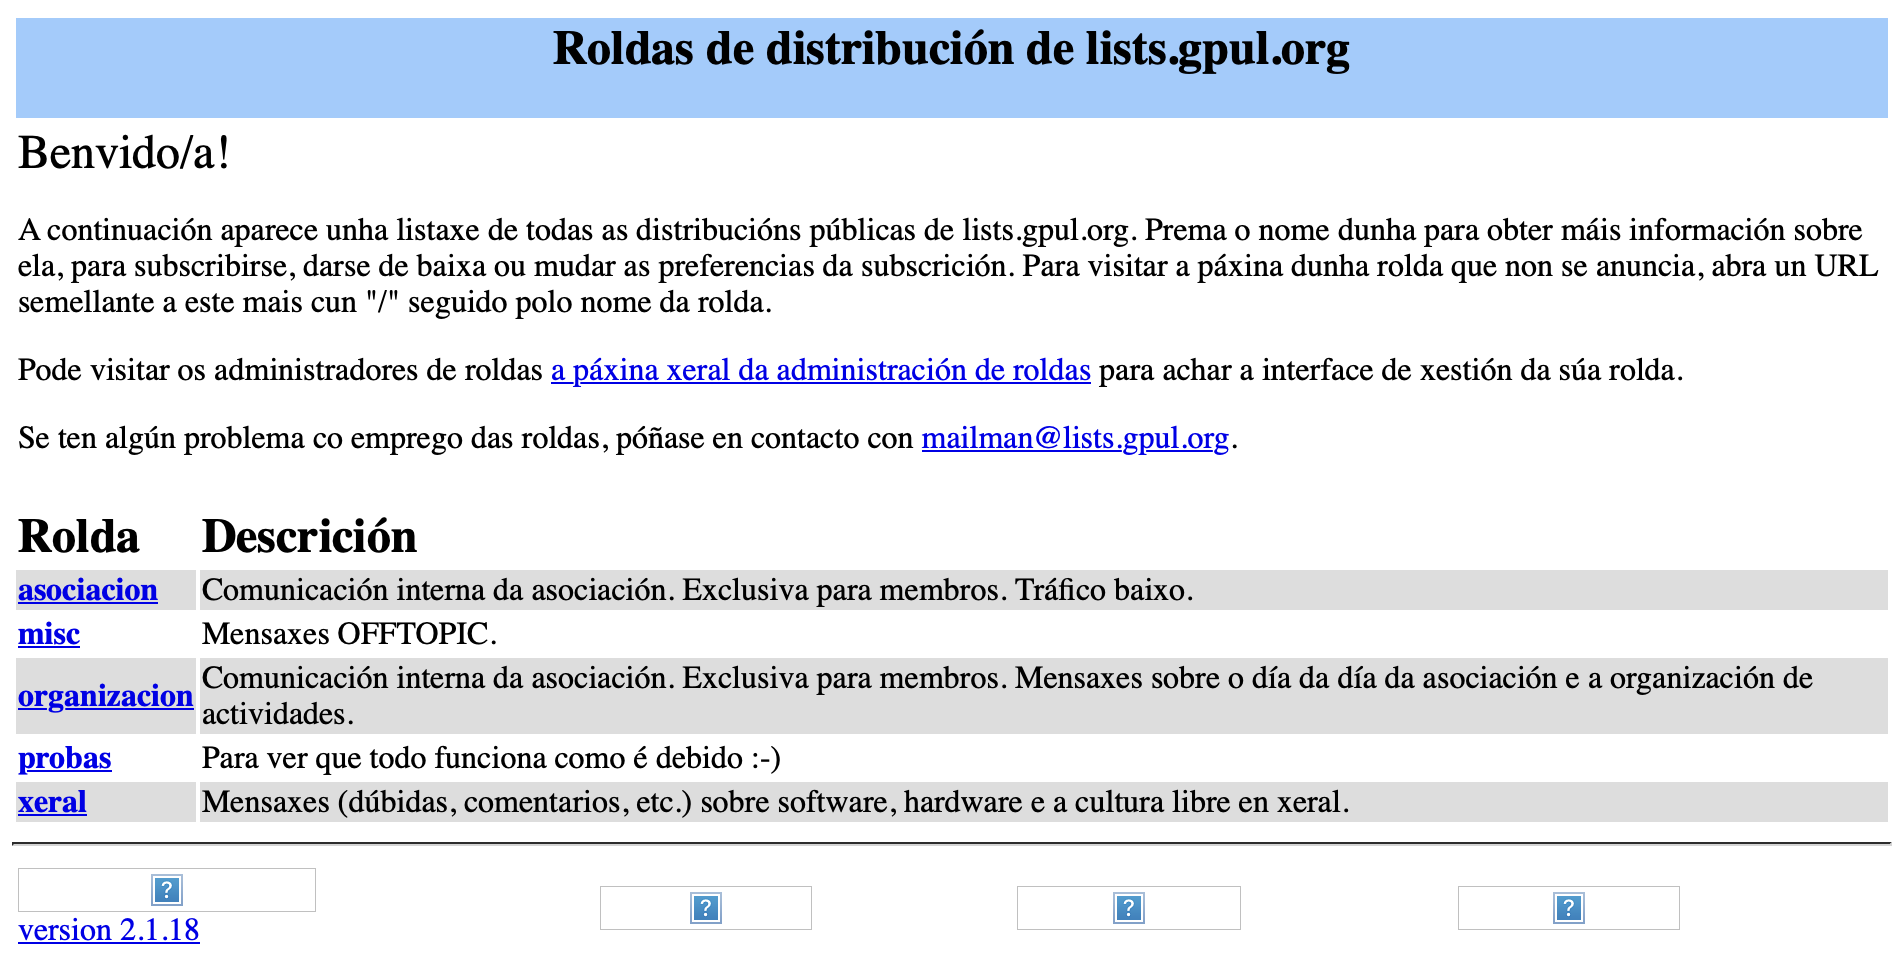 Roldas de distribución de lists.gpul.org
Benvido/a!
A continuación aparece unha listaxe de todas as distribucións públicas de lists.gpul.org. Prema o nome dunha para obter máis información sobre
ela, para subscribirse, darse de baixa ou mudar as preferencias da subscrición. Para visitar a páxina dunha rolda que non se anuncia, abra un URL
semellante a este mais cun "/" seguido polo nome da rolda.
Pode visitar os administradores de roldas a páxina xeral da administración de roldas para achar a interface de xestión da súa rolda.
Se ten algún problema co emprego das roldas, póñase en contacto con mailman@lists.gpul.org.
Rolda Descrición
asociacion Comunicación interna da asociación. Exclusiva para membros. Tráfico baixo.
misc Mensaxes OFFTOPIC.
organizacion Comunicación interna da asociación. Exclusiva para membros. Mensaxes sobre o día da día da asociación e a organización de
actividades.
probas Para ver que todo funciona como é debido :-)
xeral Mensaxes (dúbidas, comentarios, etc.) sobre software, hardware e a cultura libre en xeral.
version 2.1.18